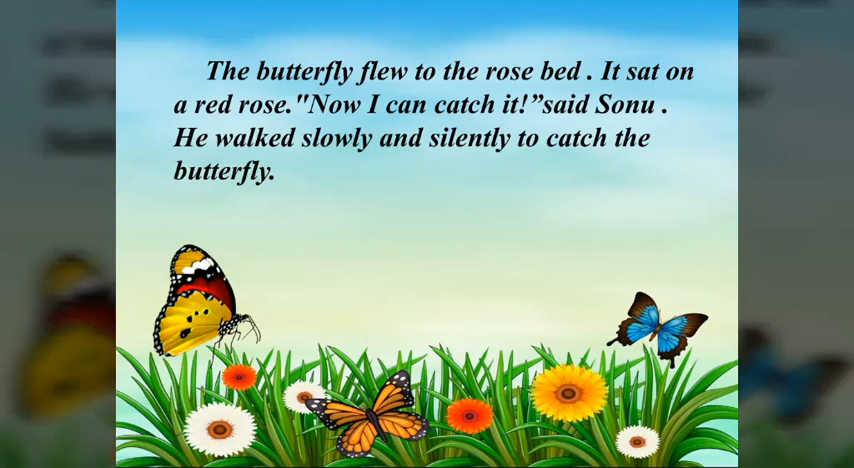 The butterfly flew to the rose bed . It sat on
a red rose."Now I can catch it!”said Sonu .
He walked slowly and silently to catch the
butterfly.